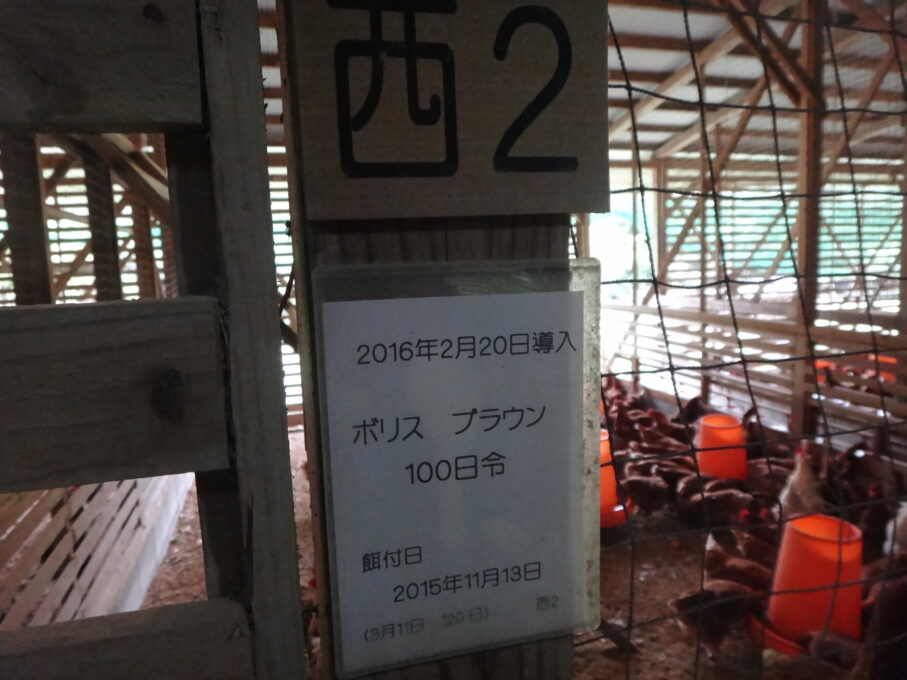 西2
2016年2月20日導入
ボリス ブラウン
100日令
餌付日
2015年11月13日
(3月11日 120日) 西2